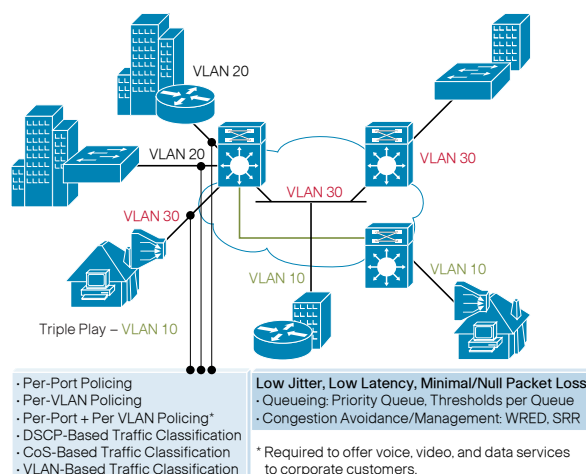 VLAN 20
VLAN 20
VLAN 30
VLAN 30
VLAN 30
VLAN 10
VLAN 10
Triple Play – VLAN 10
· Per-Port Policing
· Per-VLAN Policing
· Per-Port + Per VLAN Policing*
· DSCP-Based Traffic Classification
· CoS-Based Traffic Classification
· VLAN-Based Traffic Classification
Low Jitter, Low Latency, Minimal/Null Packet Loss
· Queueing: Priority Queue, Thresholds per Queue
· Congestion Avoidance/Management: WRED, SRR
* Required to offer voice, video, and data services
to corporate customers.